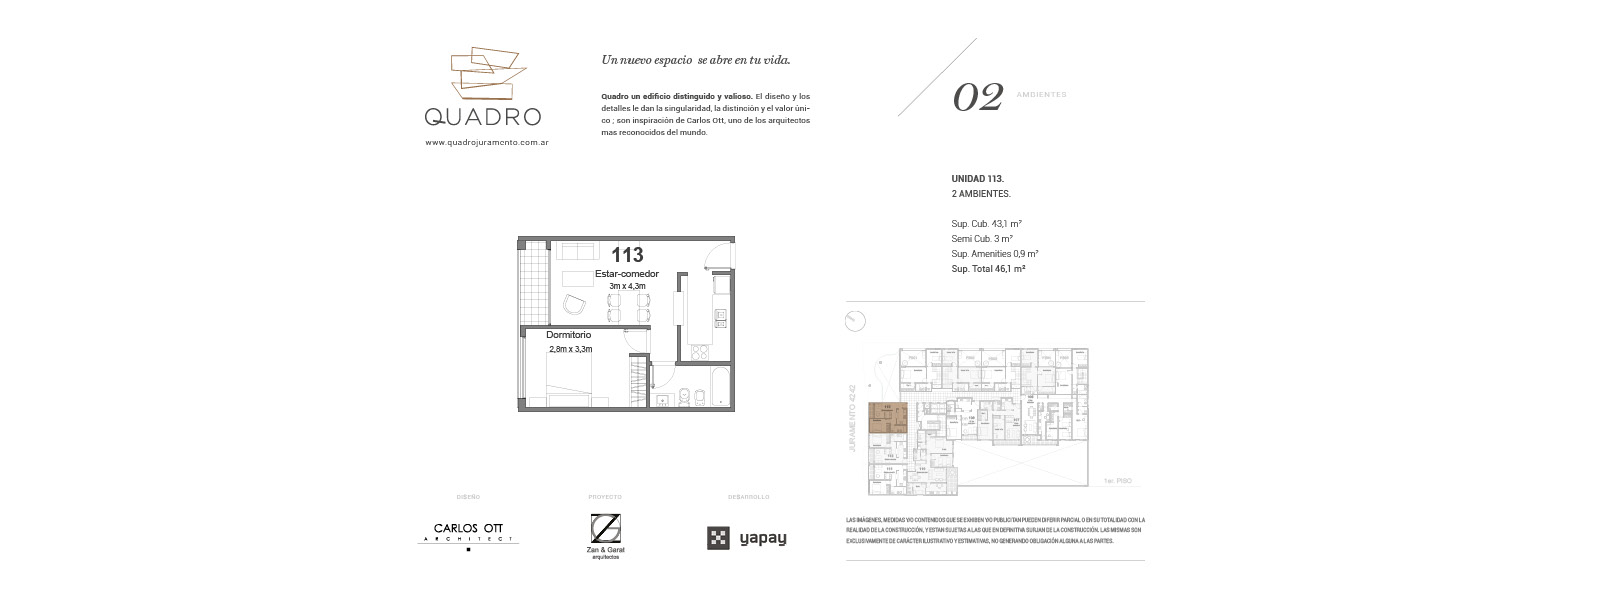 QUADRO
www.quadrojuramento.com.ar
Un nuevo espacio se abre en tu vida.
Quadro un edificio distinguido y valioso. El diseño y los
detalles le dan la singularidad, la distinción y el valor úni-
co ; son inspiración de Carlos Ott, uno de los arquitectos
mas reconocidos del mundo.
02 AMBIENTES
UNIDAD 113.
2 AMBIENTES.
Sup. Cub. 43,1 m²
Semi Cub. 3 m²
Sup. Amenities 0,9 m²
Sup. Total 46,1 m²
113
Estar-comedor
3m x 4,3m
Dormitorio
2,8m x 3,3m
JURAMENTO 4242
1er. PISO
DISEÑO
CARLOS OTT
ARCHITECT
PROYECTO
Zan & Garat
arquitectos
DESARROLLO
yapay
LAS IMÁGENES, MEDIDAS Y/O CONTENIDOS QUE SE EXHIBEN Y/O PUBLICITAN PUEDEN DIFERIR PARCIAL O EN SU TOTALIDAD CON LA
REALIDAD DE LA CONSTRUCCIÓN, Y ESTAN SUJETAS A LAS QUE EN DEFINITIVA SURJAN DE LA CONSTRUCCIÓN. LAS MISMAS SON
EXCLUSIVAMENTE DE CARÁCTER ILUSTRATIVO Y ESTIMATIVAS, NO GENERANDO OBLIGACIÓN ALGUNA A LAS PARTES.